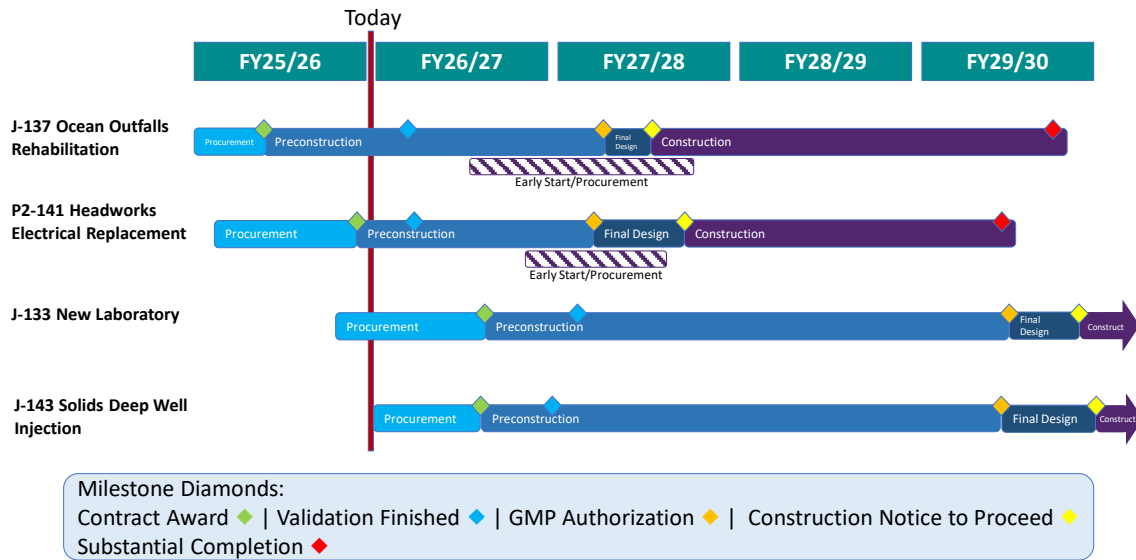 Today
FY25/26 FY26/27 FY27/28 FY28/29 FY29/30
J-137 Ocean Outfalls
Rehabilitation
Procurement Preconstruction Final
Design Construction
Early Start/Procurement
P2-141 Headworks
Electrical Replacement
Procurement Preconstruction Final Design Construction
Early Start/Procurement
J-133 New Laboratory
Procurement Preconstruction Final
Design Construct
J-143 Solids Deep Well
Injection
Procurement Preconstruction Final Design Construct
Milestone Diamonds:
Contract Award | Validation Finished | GMP Authorization | Construction Notice to Proceed
Substantial Completion